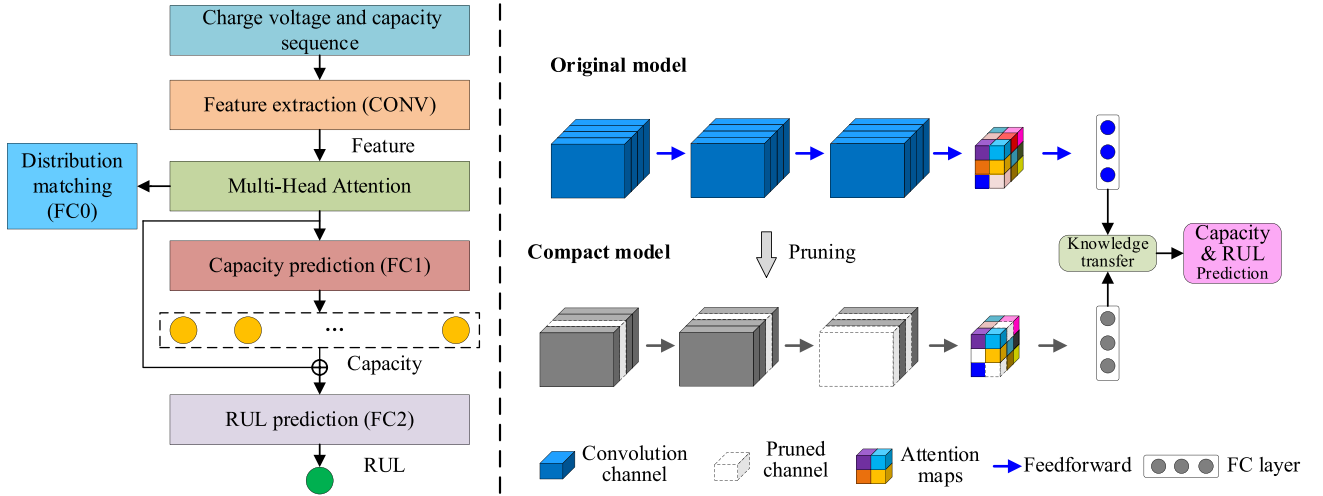 Charge voltage and capacity
sequence
Feature extraction (CONV)
Feature
Distribution
matching
(FC0)
Multi-Head Attention
Capacity prediction (FC1)
...
Capacity
RUL prediction (FC2)
RUL
Original model
Compact model
Pruning
Knowledge
transfer
Capacity
& RUL
Prediction
Convolution
channel
Pruned
channel
Attention
maps
Feedforward
FC layer